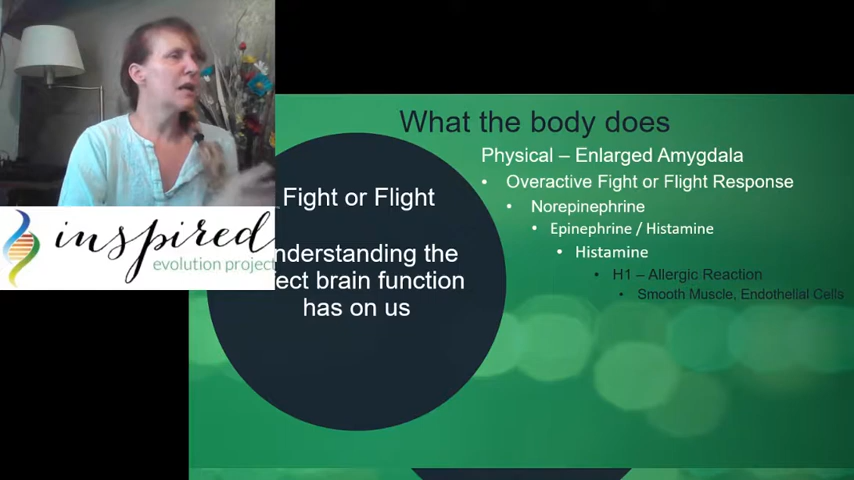 What the body does
Physical – Enlarged Amygdala
• Overactive Fight or Flight Response
• Norepinephrine
• Epinephrine / Histamine
• Histamine
• H1 – Allergic Reaction
• Smooth Muscle, Endothelial Cells
Fight or Flight
nderstanding the
ect brain function
has on us
inspired
evolution project